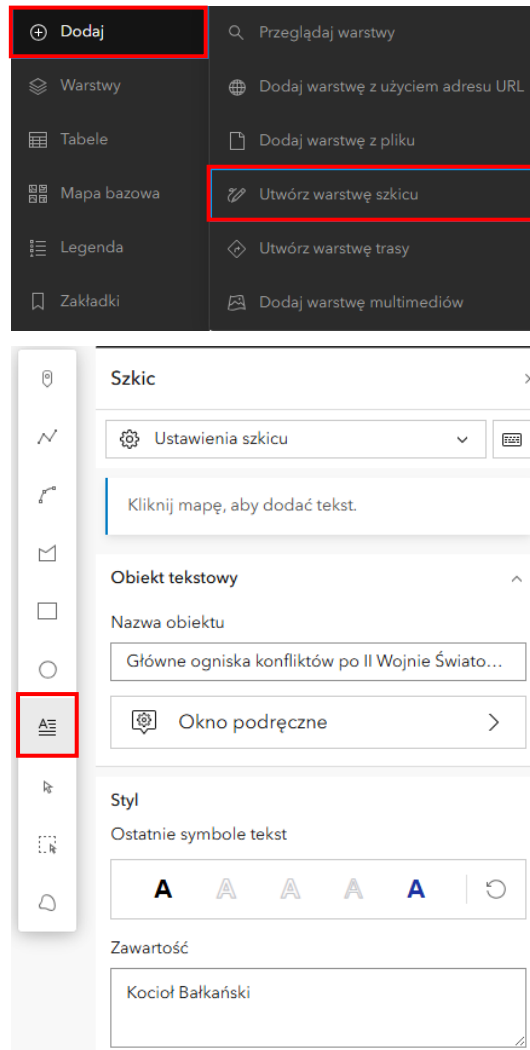 Dodaj
Przeglądaj warstwy
Warstwy
Dodaj warstwę z użyciem adresu URL
Tabele
Dodaj warstwę z pliku
Mapa bazowa
Utwórz warstwę szkicu
Legenda
Utwórz warstwę trasy
Zakładki
Dodaj warstwę multimediów
Szkic
Ustawienia szkicu
Kliknij mapę, aby dodać tekst.
Obiekt tekstowy
Nazwa obiektu
Główne ogniska konfliktów po II Wojnie Świato...
Okno podręczne
Styl
Ostatnie symbole tekst
A A A A A
Zawartość
Kocioł Bałkański